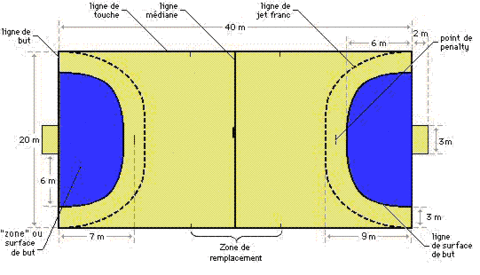 ligne de
touche
ligne
médiane
ligne de
jet franc
ligne de
but
40 m
2 m
6 m
point de
penalty
20 m
3m
6 m
"zone" ou
surface
de but
7 m
Zone de
remplacement
9 m
3 m
ligne
de surface
de but